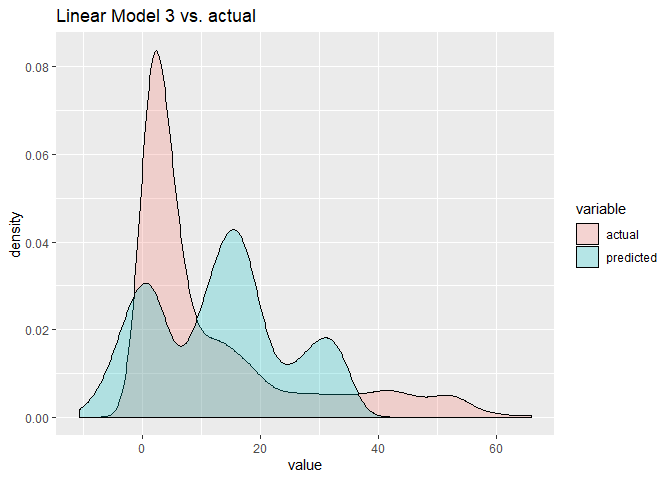 Linear Model 3 vs. actual
0.08
0.06
0.04
0.02
0.00
density
0
20
40
60
value
variable
actual
predicted